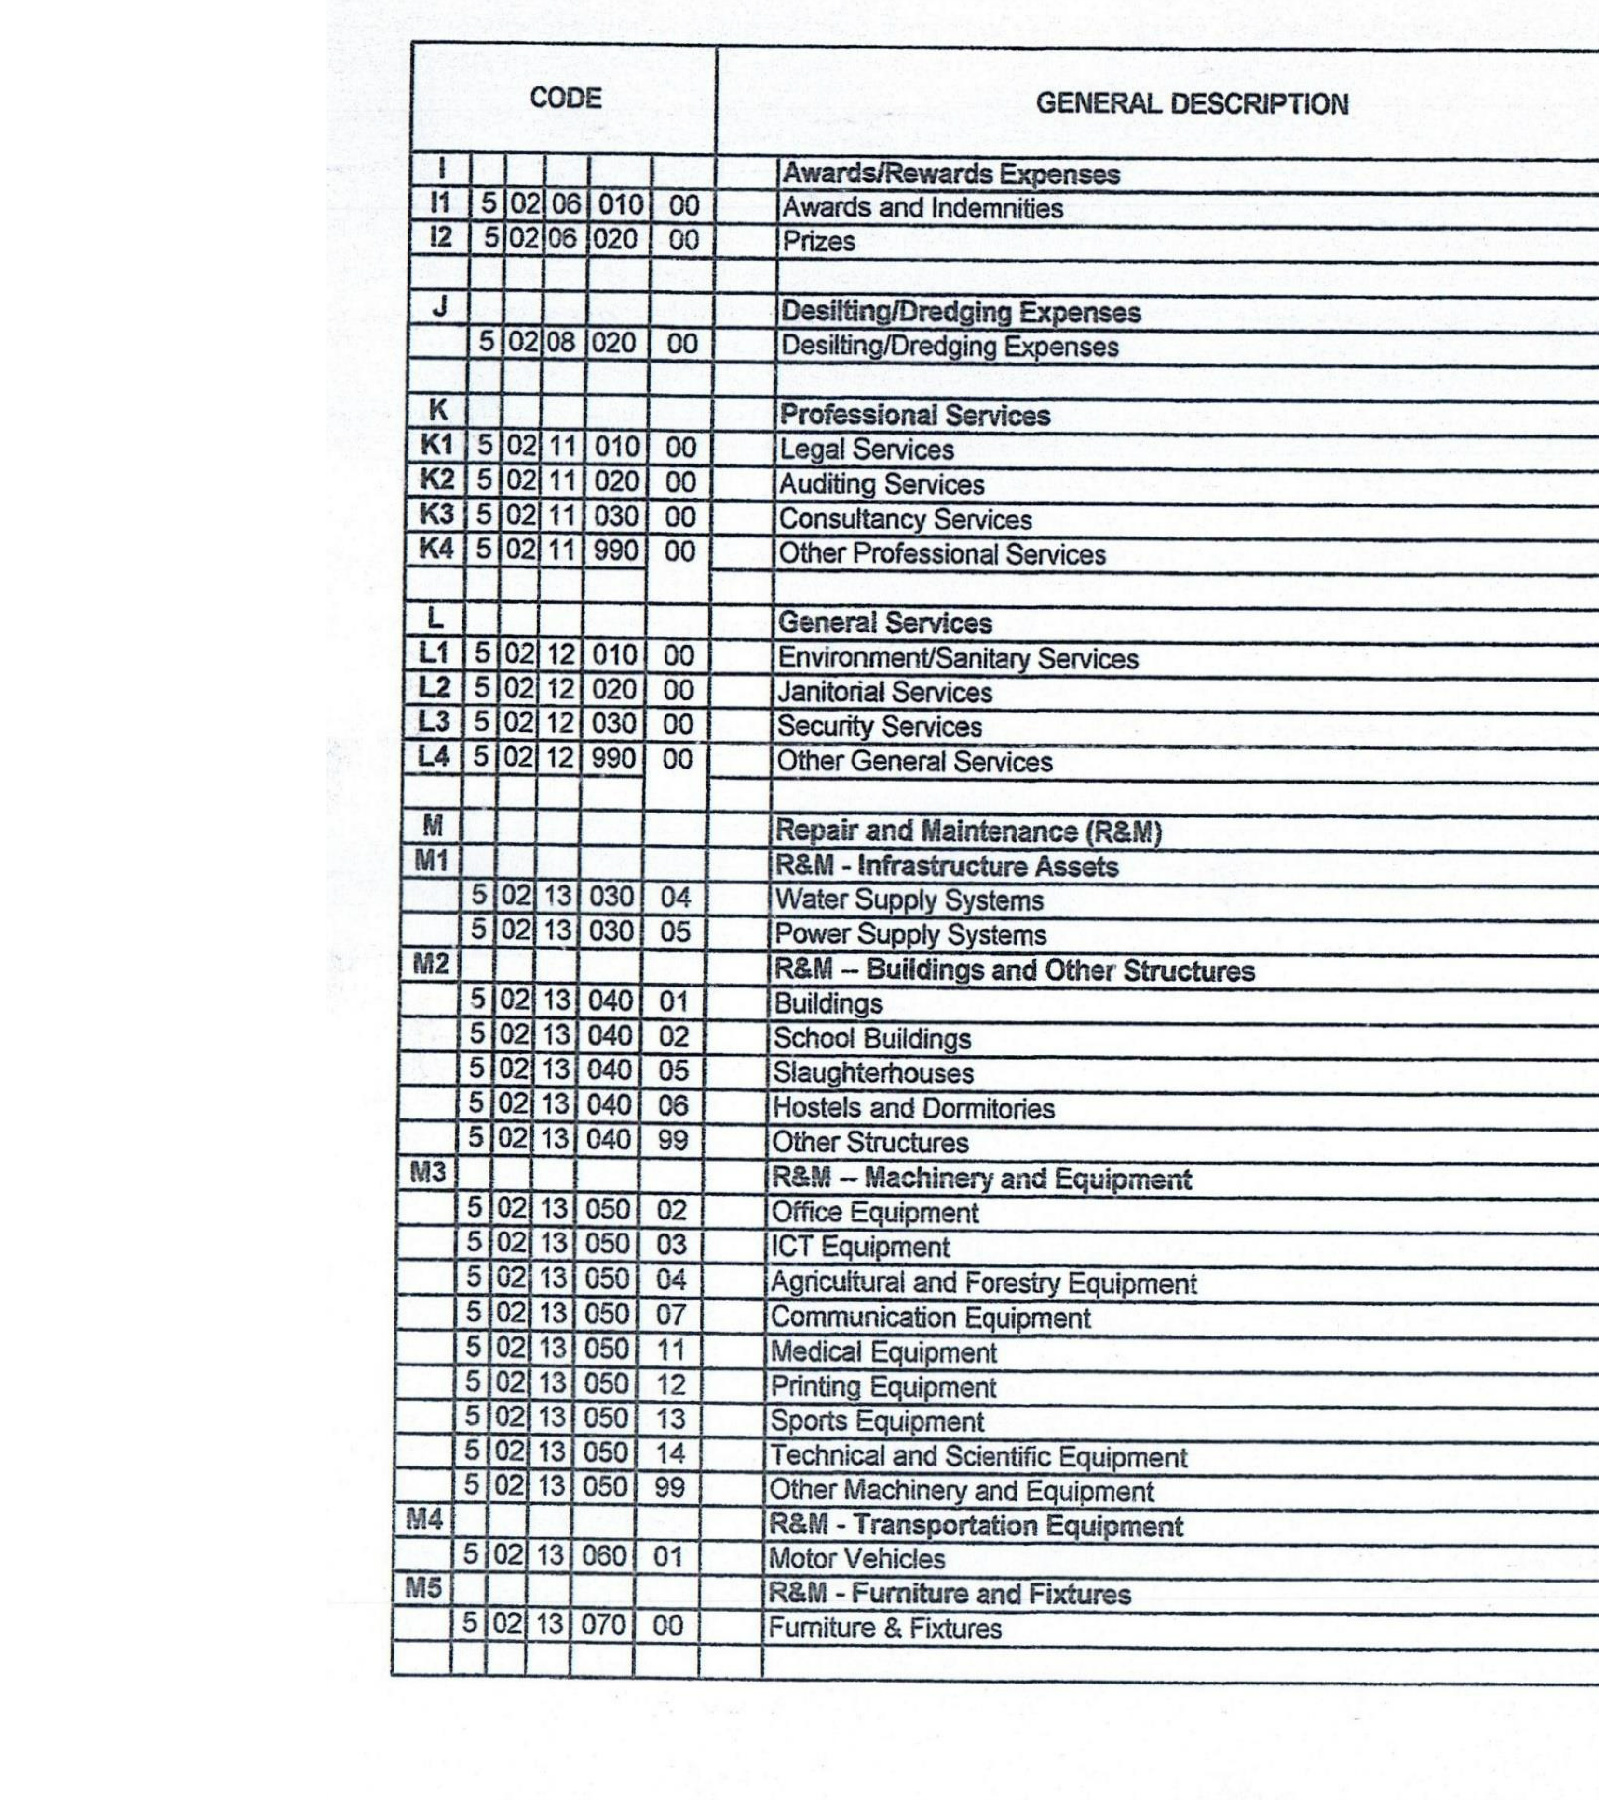 CODE GENERAL DESCRIPTION
I Awards/Rewards Expenses
I1 5 02 06 010 00 Awards and Indemnities
I2 5 02 06 020 00 Prizes
J Desilting/Dredging Expenses
5 02 08 020 00 Desilting/Dredging Expenses
K Professional Services
K1 5 02 11 010 00 Legal Services
K2 5 02 11 020 00 Auditing Services
K3 5 02 11 030 00 Consultancy Services
K4 5 02 11 990 00 Other Professional Services
L General Services
L1 5 02 12 010 00 Environment/Sanitary Services
L2 5 02 12 020 00 Janitorial Services
L3 5 02 12 030 00 Security Services
L4 5 02 12 990 00 Other General Services
M Repair and Maintenance (R&M)
M1 R&M - Infrastructure Assets
5 02 13 030 04 Water Supply Systems
5 02 13 030 05 Power Supply Systems
M2 R&M – Buildings and Other Structures
5 02 13 040 01 Buildings
5 02 13 040 02 School Buildings
5 02 13 040 05 Slaughterhouses
5 02 13 040 06 Hostels and Dormitories
5 02 13 040 99 Other Structures
M3 R&M – Machinery and Equipment
5 02 13 050 02 Office Equipment
5 02 13 050 03 ICT Equipment
5 02 13 050 04 Agricultural and Forestry Equipment
5 02 13 050 07 Communication Equipment
5 02 13 050 11 Medical Equipment
5 02 13 050 12 Printing Equipment
5 02 13 050 13 Sports Equipment
5 02 13 050 14 Technical and Scientific Equipment
5 02 13 050 99 Other Machinery and Equipment
M4 R&M - Transportation Equipment
5 02 13 060 01 Motor Vehicles
M5 R&M - Furniture and Fixtures
5 02 13 070 00 Furniture & Fixtures